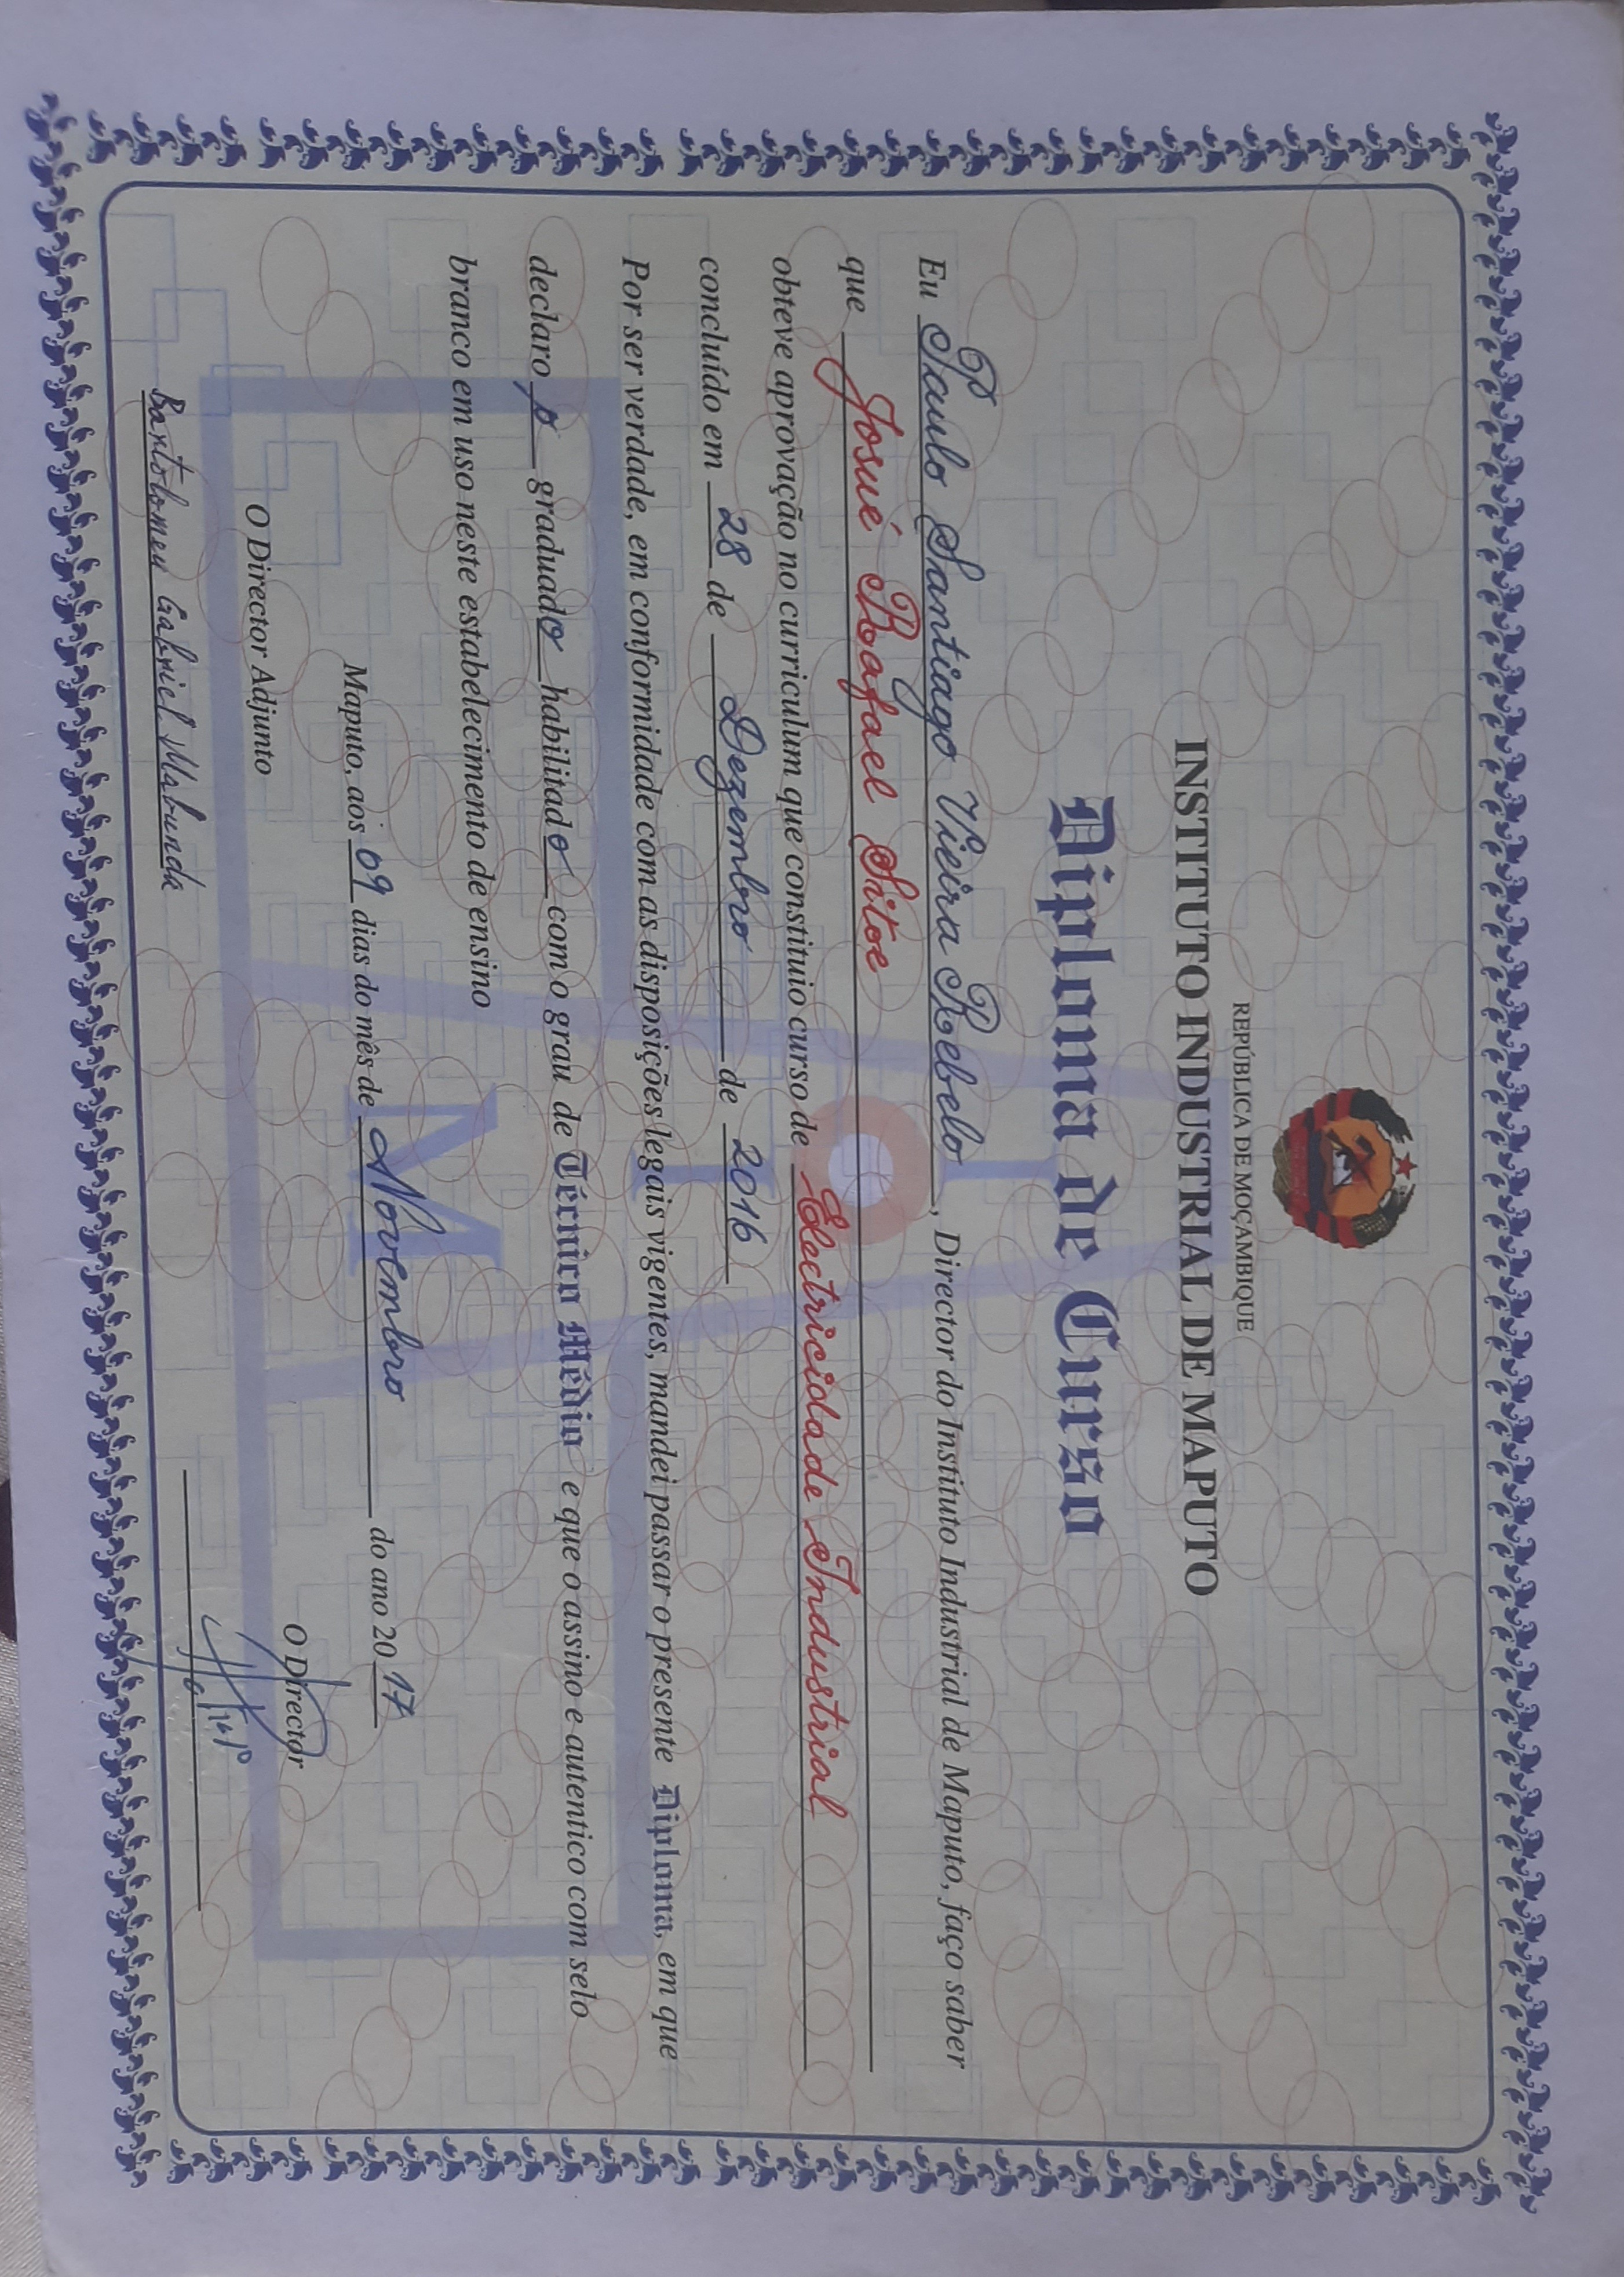 REPÚBLICA DE MOÇAMBIQUE
INSTITUTO INDUSTRIAL DE MAPUTO
Diploma de Curso
Eu Paulo Santiago Vieira Rebelo, Director do Instituto Industrial de Maputo, faço saber
que Josué Rafael Sitoe
obteve aprovação no curriculum que constituio curso de Electricidade Industrial
concluído em 28 de Dezembro de 2016
Por ser verdade, em conformidade com as disposições legais vigentes, mandei passar o presente Diploma, em que
declaro o graduado habilitado com o grau de Técnico Médio e que o assino e autentico com selo
branco em uso neste estabelecimento de ensino
I
I
M
Maputo, aos 09 dias do mês de Novembro do ano 2017
O Director
O Director Adjunto
Bartolomeu Gabriel Mabunda